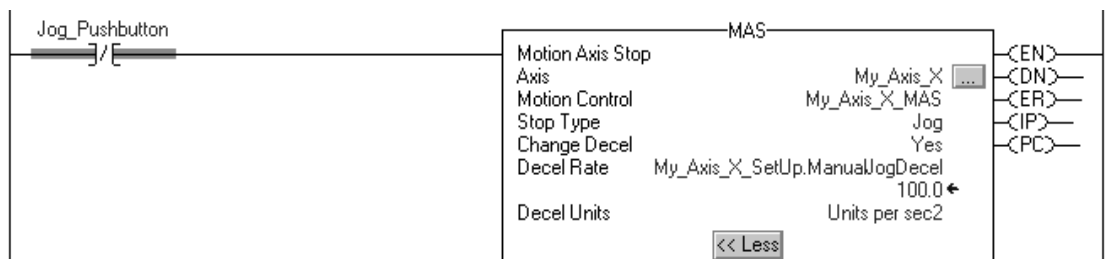 Jog_Pushbutton
MAS
Motion Axis Stop
Axis My_Axis_X ...
Motion Control My_Axis_X_MAS
Stop Type Jog
Change Decel Yes
Decel Rate My_Axis_X_SetUp.ManualJogDecel
100.0
Decel Units Units per sec2
<< Less
EN
DN
ER
IP
PC